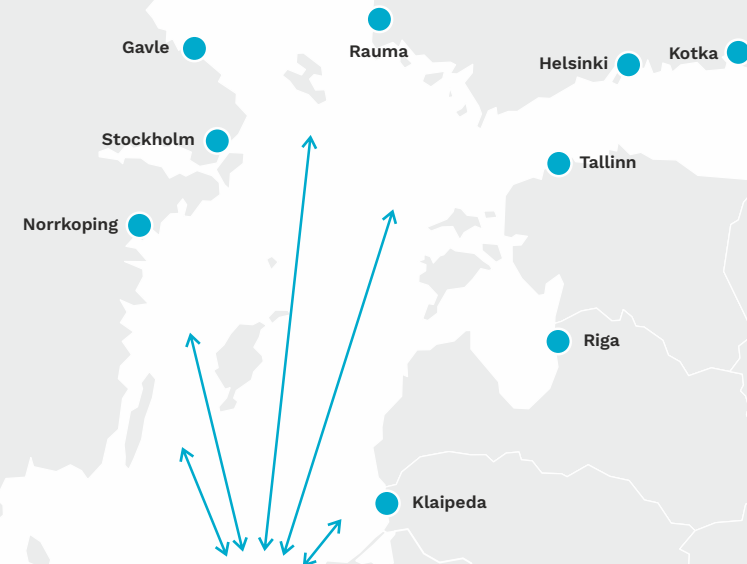 Gavle
Rauma
Helsinki
Kotka
Stockholm
Tallinn
Norrkoping
Riga
Klaipeda